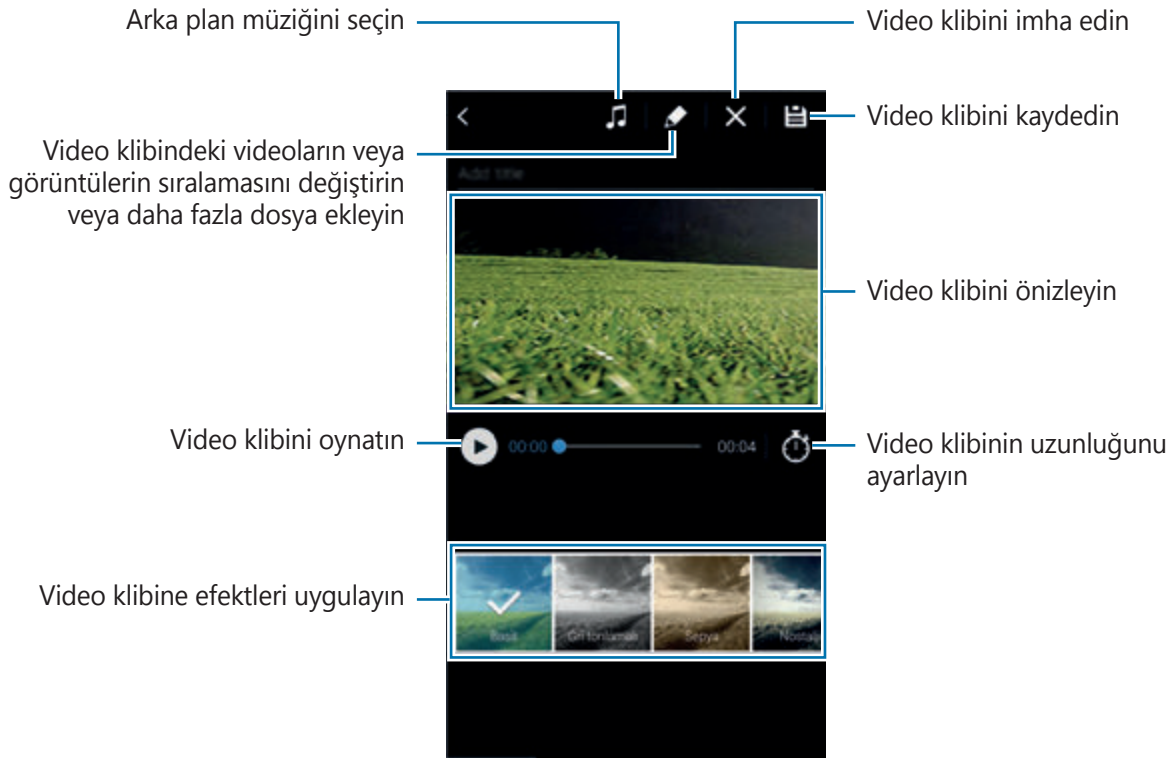 Arka plan müziğini seçin
Video klibini imha edin
Video klibini kaydedin
Video klibindeki videoların veya
görüntülerin sıralamasını değiştirin
veya daha fazla dosya ekleyin
Add title
Video klibini önizleyin
Video klibini oynatın
00:00
00:04
Video klibinin uzunluğunu
ayarlayın
Video klibine efektleri uygulayın
Basit
Gri tonlamalı
Sepya
Nostalj